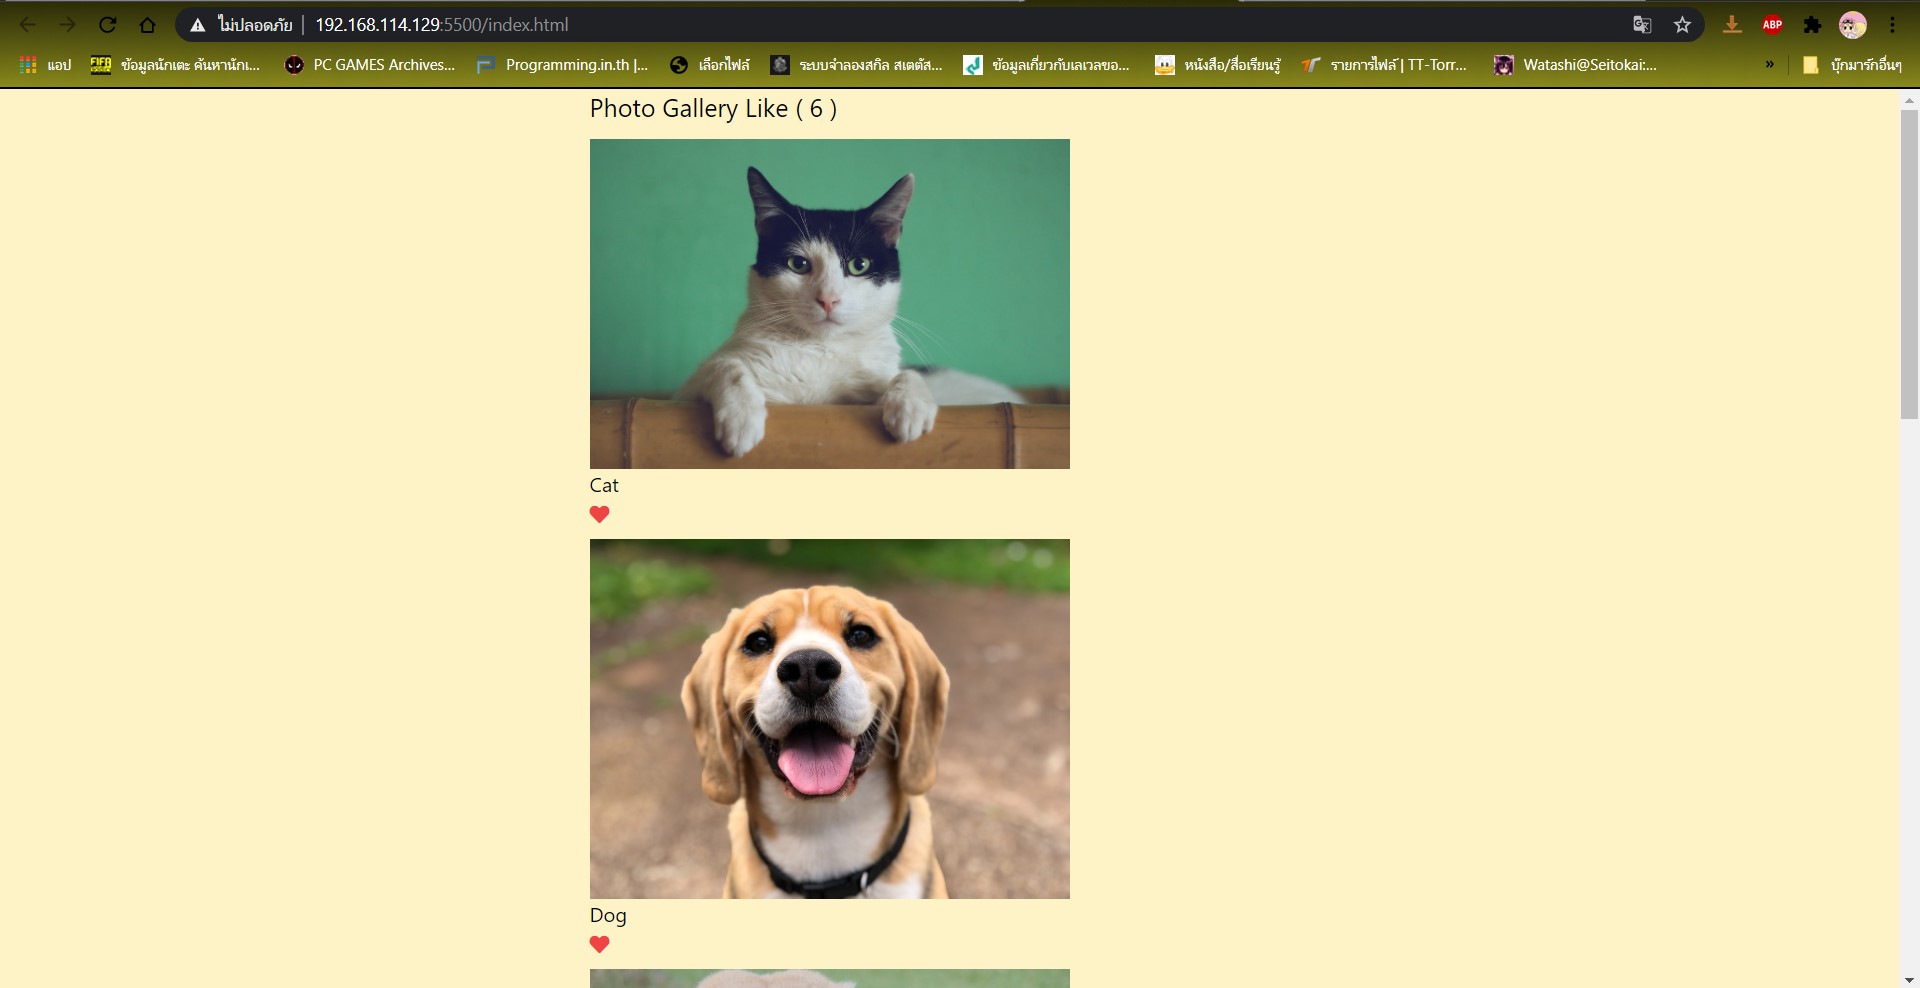 ไม่ปลอดภัย | 192.168.114.129:5500/index.html
ABP
แอป
FIFA
ข้อมูลนักเตะ ค้นหานักเ...
PC GAMES Archives...
Programming.in.th |...
เลือกไฟล์
ระบบจำลองสกิล สเตตัส...
ข้อมูลเกี่ยวกับเลเวลขอ...
หนังสือ/สื่อเรียนรู้
รายการไฟล์ | TT-Torr...
Watashi@Seitokai:...
»
บุ๊กมาร์กอื่นๆ
Photo Gallery Like ( 6 )
Cat
Dog